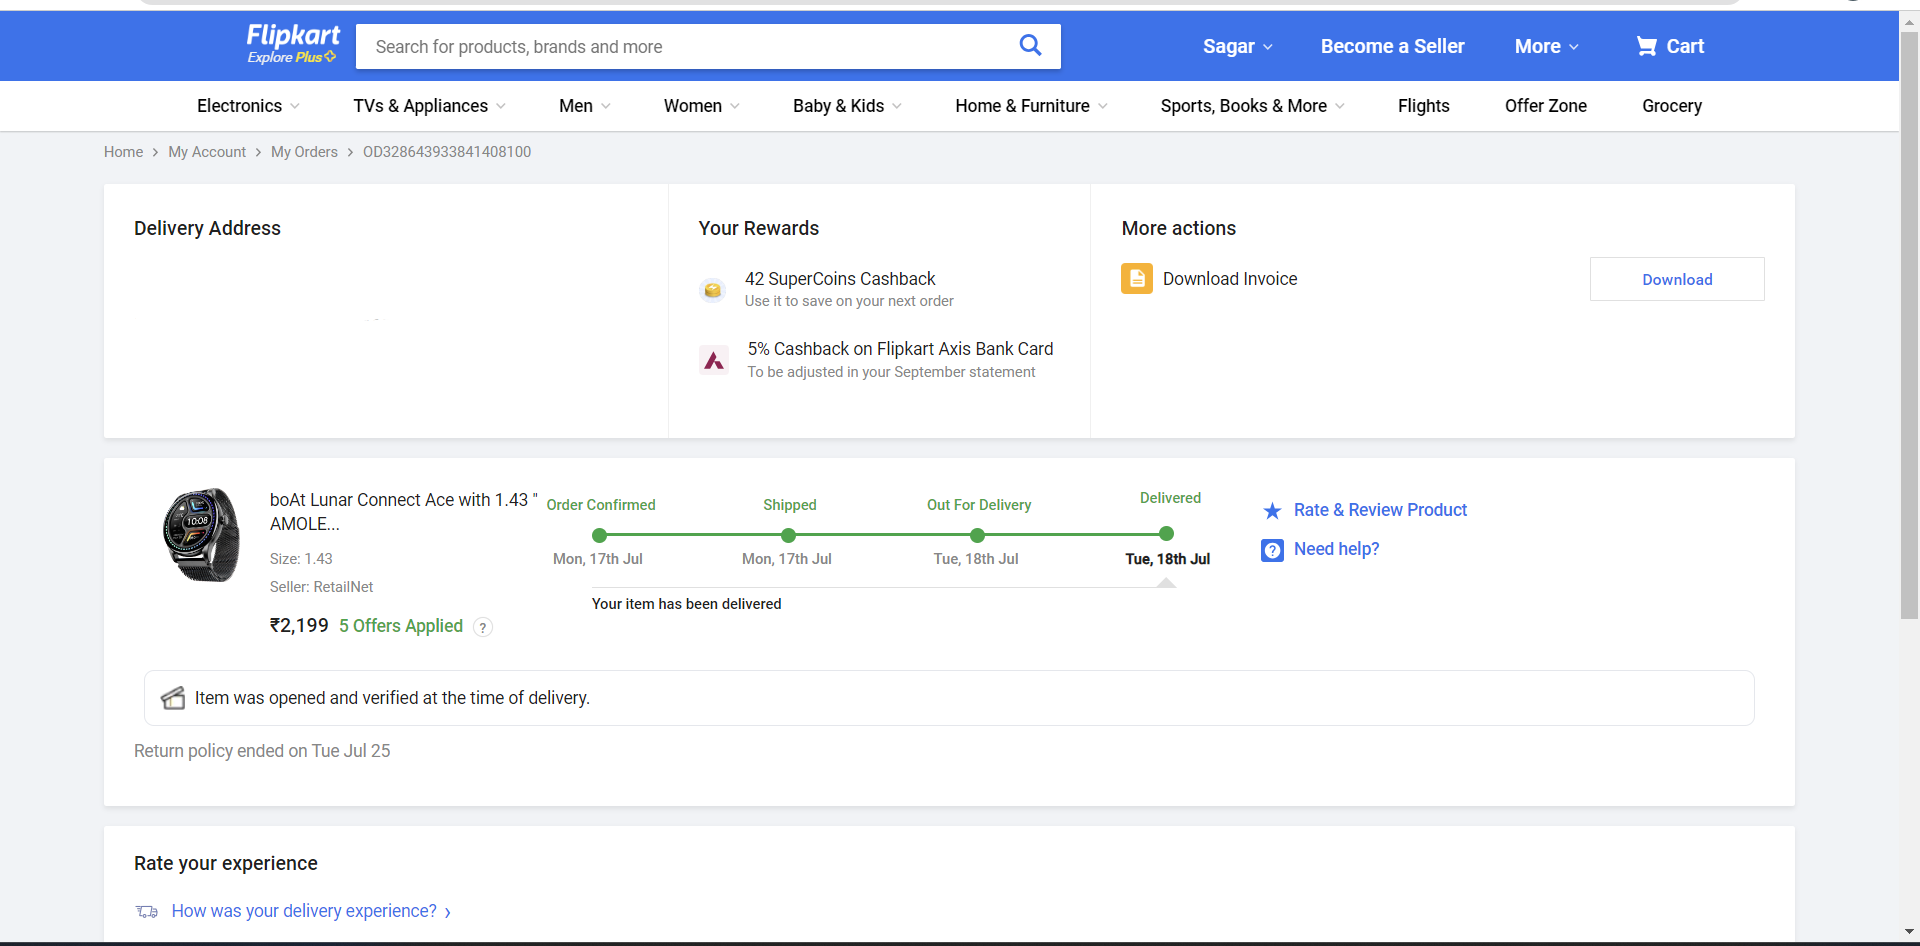 Flipkart
Explore Plus
Search for products, brands and more
Sagar
Become a Seller
More
Cart
Electronics
TVs & Appliances
Men
Women
Baby & Kids
Home & Furniture
Sports, Books & More
Flights
Offer Zone
Grocery
Home > My Account > My Orders > OD328643933841408100
Delivery Address
Your Rewards
42 SuperCoins Cashback
Use it to save on your next order
5% Cashback on Flipkart Axis Bank Card
To be adjusted in your September statement
More actions
Download Invoice
Download
boAt Lunar Connect Ace with 1.43 "
AMOLE...
Size: 1.43
Seller: RetailNet
₹2,199 5 Offers Applied ?
10:08
Order Confirmed
Mon, 17th Jul
Shipped
Mon, 17th Jul
Out For Delivery
Tue, 18th Jul
Delivered
Tue, 18th Jul
Your item has been delivered
Rate & Review Product
? Need help?
Item was opened and verified at the time of delivery.
Return policy ended on Tue Jul 25
Rate your experience
How was your delivery experience? ›